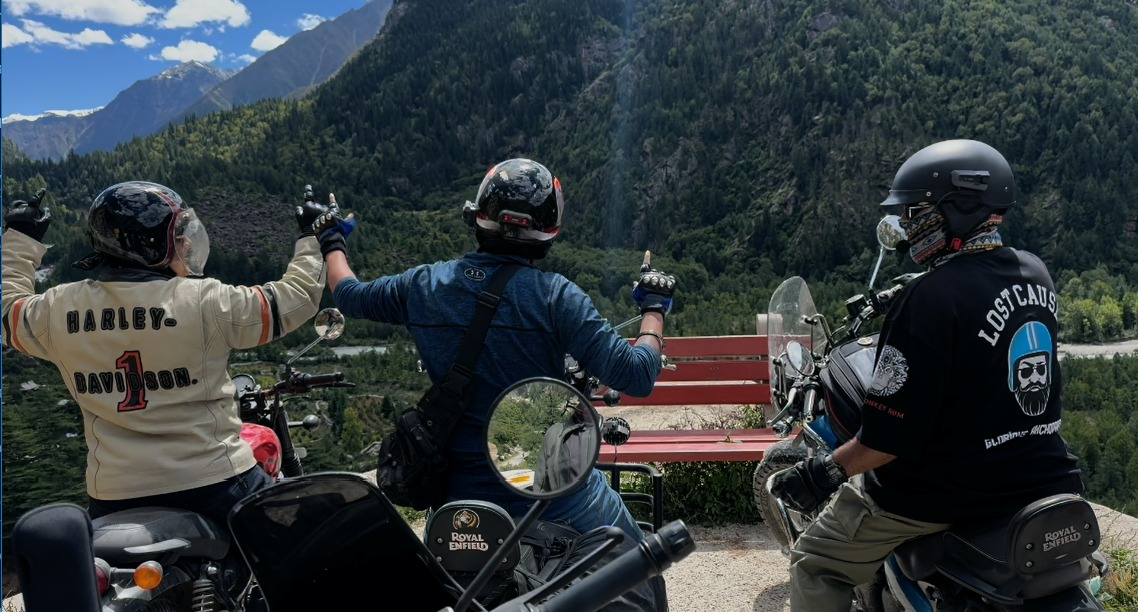 HARLEY-
1
DAVIDSON.
ROYAL
ENFIELD
LOST CAUSE
ROYAL
ENFIELD